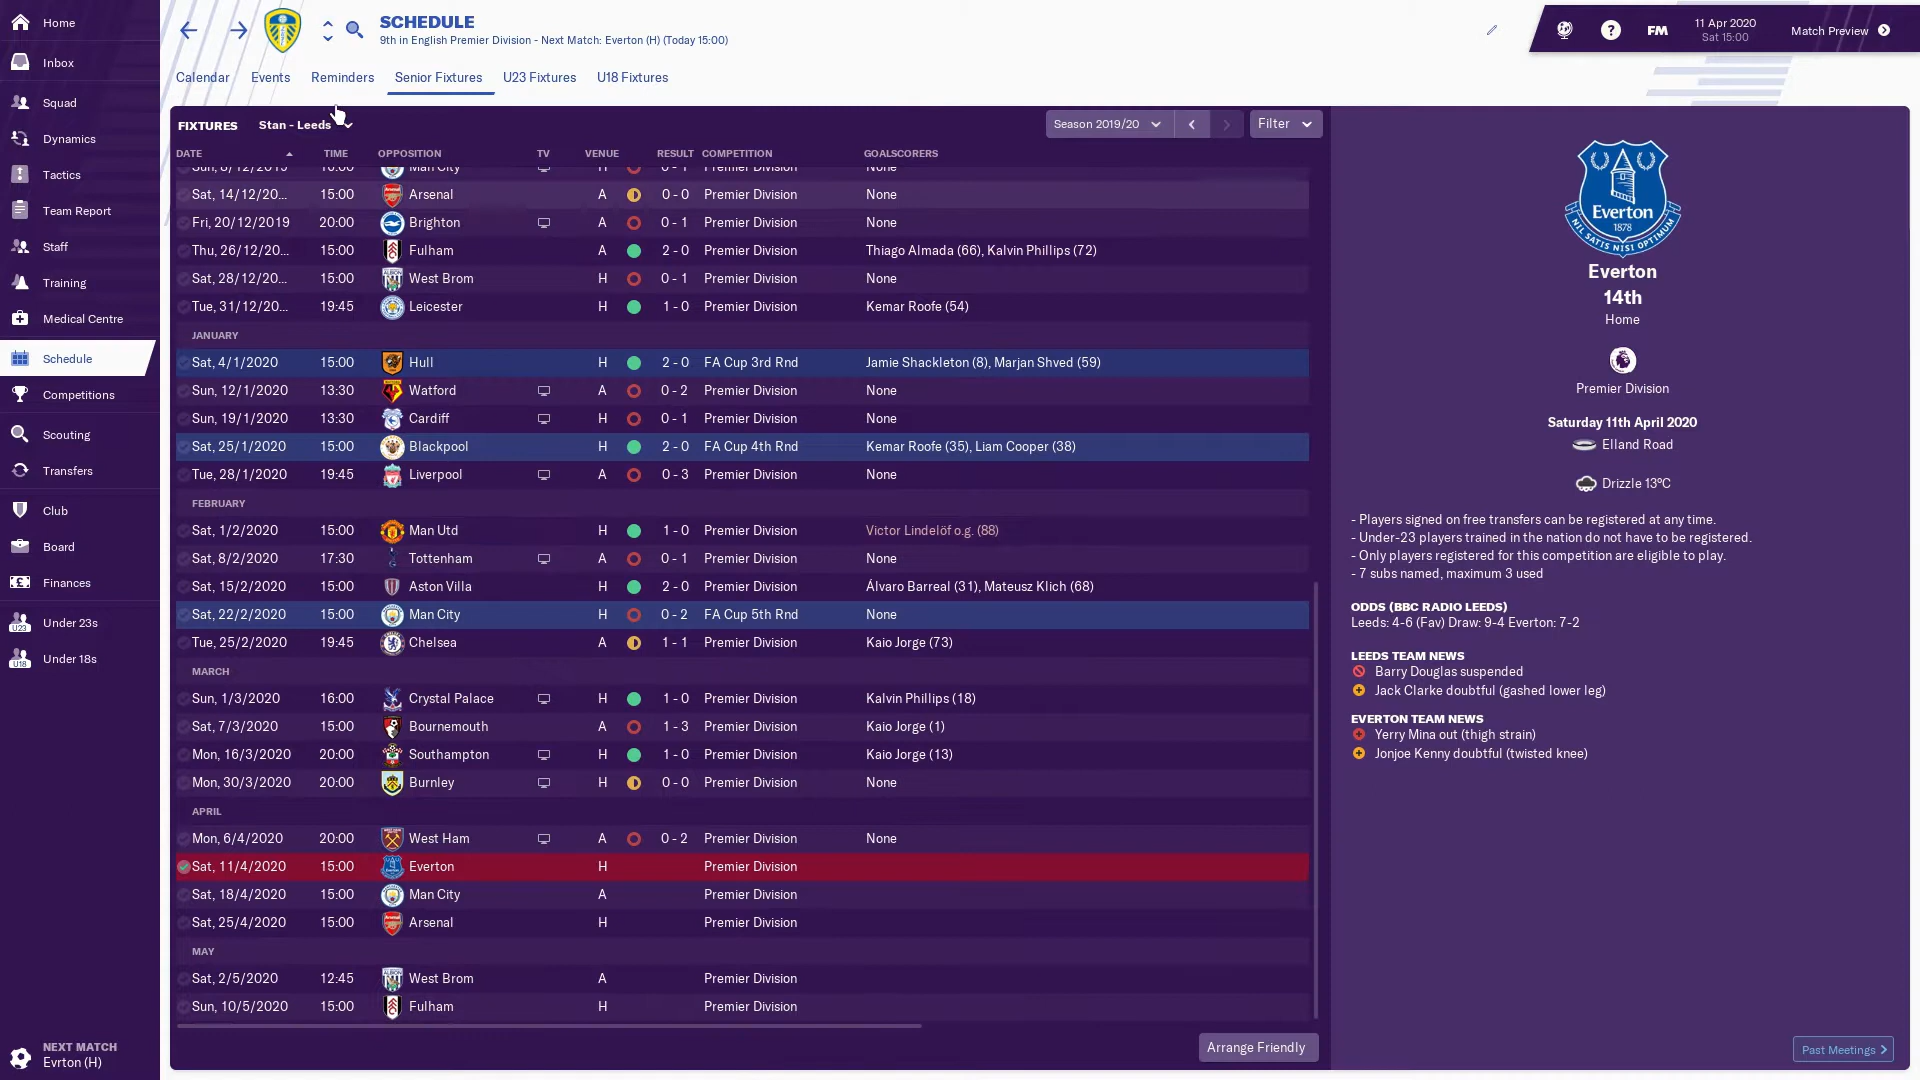 Home
Inbox
Squad
Dynamics
Tactics
Team Report
Staff
Training
Medical Centre
Schedule
Competitions
Scouting
Transfers
Club
Board
Finances
U23 Under 23s
U18 Under 18s
NEXT MATCH
Evrton (H)
SCHEDULE
9th in English Premier Division - Next Match: Everton (H) (Today 15:00)
FM
11 Apr 2020
Sat 15:00
Match Preview
Calendar Events Reminders Senior Fixtures U23 Fixtures U18 Fixtures
FIXTURES Stan - Leeds Season 2019/20 Filter
DATE TIME OPPOSITION TV VENUE RESULT COMPETITION GOALSCORERS
Sun, 8/12/2019 16:00 Man City H 0 - 1 Premier Division None
Sat, 14/12/20... 15:00 Arsenal A 0 - 0 Premier Division None
Fri, 20/12/2019 20:00 Brighton A 0 - 1 Premier Division None
Thu, 26/12/20... 15:00 Fulham A 2 - 0 Premier Division Thiago Almada (66), Kalvin Phillips (72)
Sat, 28/12/20... 15:00 West Brom H 0 - 1 Premier Division None
Tue, 31/12/20... 19:45 Leicester H 1 - 0 Premier Division Kemar Roofe (54)
JANUARY
Sat, 4/1/2020 15:00 Hull H 2 - 0 FA Cup 3rd Rnd Jamie Shackleton (8), Marjan Shved (59)
Sun, 12/1/2020 13:30 Watford A 0 - 2 Premier Division None
Sun, 19/1/2020 13:30 Cardiff H 0 - 1 Premier Division None
Sat, 25/1/2020 15:00 Blackpool H 2 - 0 FA Cup 4th Rnd Kemar Roofe (35), Liam Cooper (38)
Tue, 28/1/2020 19:45 Liverpool A 0 - 3 Premier Division None
FEBRUARY
Sat, 1/2/2020 15:00 Man Utd H 1 - 0 Premier Division Victor Lindelöf o.g. (88)
Sat, 8/2/2020 17:30 Tottenham A 0 - 1 Premier Division None
Sat, 15/2/2020 15:00 Aston Villa H 2 - 0 Premier Division Álvaro Barreal (31), Mateusz Klich (68)
Sat, 22/2/2020 15:00 Man City H 0 - 2 FA Cup 5th Rnd None
Tue, 25/2/2020 19:45 Chelsea A 1 - 1 Premier Division Kaio Jorge (73)
MARCH
Sun, 1/3/2020 16:00 Crystal Palace H 1 - 0 Premier Division Kalvin Phillips (18)
Sat, 7/3/2020 15:00 Bournemouth A 1 - 3 Premier Division Kaio Jorge (1)
Mon, 16/3/2020 20:00 Southampton H 1 - 0 Premier Division Kaio Jorge (13)
Mon, 30/3/2020 20:00 Burnley H 0 - 0 Premier Division None
APRIL
Mon, 6/4/2020 20:00 West Ham A 0 - 2 Premier Division None
Sat, 11/4/2020 15:00 Everton H Premier Division
Sat, 18/4/2020 15:00 Man City A Premier Division
Sat, 25/4/2020 15:00 Arsenal H Premier Division
MAY
Sat, 2/5/2020 12:45 West Brom A Premier Division
Sun, 10/5/2020 15:00 Fulham H Premier Division
Arrange Friendly
Everton
1878
NIL SATIS NISI OPTIMUM
Everton
14th
Home
Premier Division
Saturday 11th April 2020
Elland Road
Drizzle 13ºC
- Players signed on free transfers can be registered at any time.
- Under-23 players trained in the nation do not have to be registered.
- Only players registered for this competition are eligible to play.
- 7 subs named, maximum 3 used
ODDS (BBC RADIO LEEDS)
Leeds: 4-6 (Fav) Draw: 9-4 Everton: 7-2
LEEDS TEAM NEWS
Barry Douglas suspended
Jack Clarke doubtful (gashed lower leg)
EVERTON TEAM NEWS
Yerry Mina out (thigh strain)
Jonjoe Kenny doubtful (twisted knee)
Past Meetings